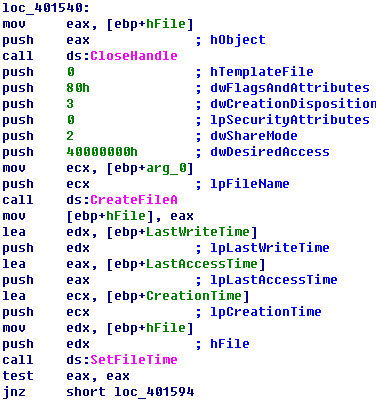 loc_401540:
mov eax, [ebp+hFile]
push eax ; hObject
call ds:CloseHandle
push 0 ; hTemplateFile
push 80h ; dwFlagsAndAttributes
push 3 ; dwCreationDisposition
push 0 ; lpSecurityAttributes
push 2 ; dwShareMode
push 40000000h ; dwDesiredAccess
mov ecx, [ebp+arg_0]
push ecx ; lpFileName
call ds:CreateFileA
mov [ebp+hFile], eax
lea edx, [ebp+LastWriteTime]
push edx ; lpLastWriteTime
lea eax, [ebp+LastAccessTime]
push eax ; lpLastAccessTime
lea ecx, [ebp+CreationTime]
push ecx ; lpCreationTime
mov edx, [ebp+hFile]
push edx ; hFile
call ds:SetFileTime
test eax, eax
jnz short loc_401594